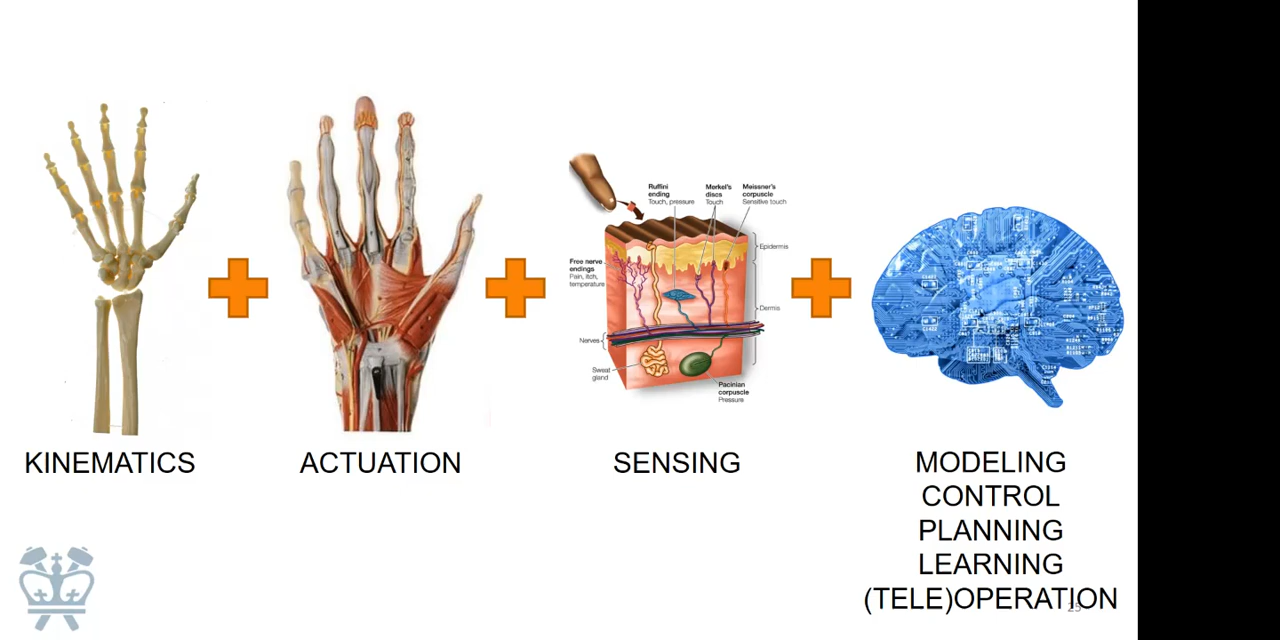 Ruffini
ending
Touch, pressure
Merkel's
discs
Touch
Meissner's
corpuscle
Sensitive touch
Epidermis
Free nerve
endings
Pain, itch,
temperature
Dermis
Nerves
Sweat
gland
Pacinian
corpuscle
Pressure
KINEMATICS
ACTUATION
SENSING
MODELING
CONTROL
PLANNING
LEARNING
(TELE)OPERATION